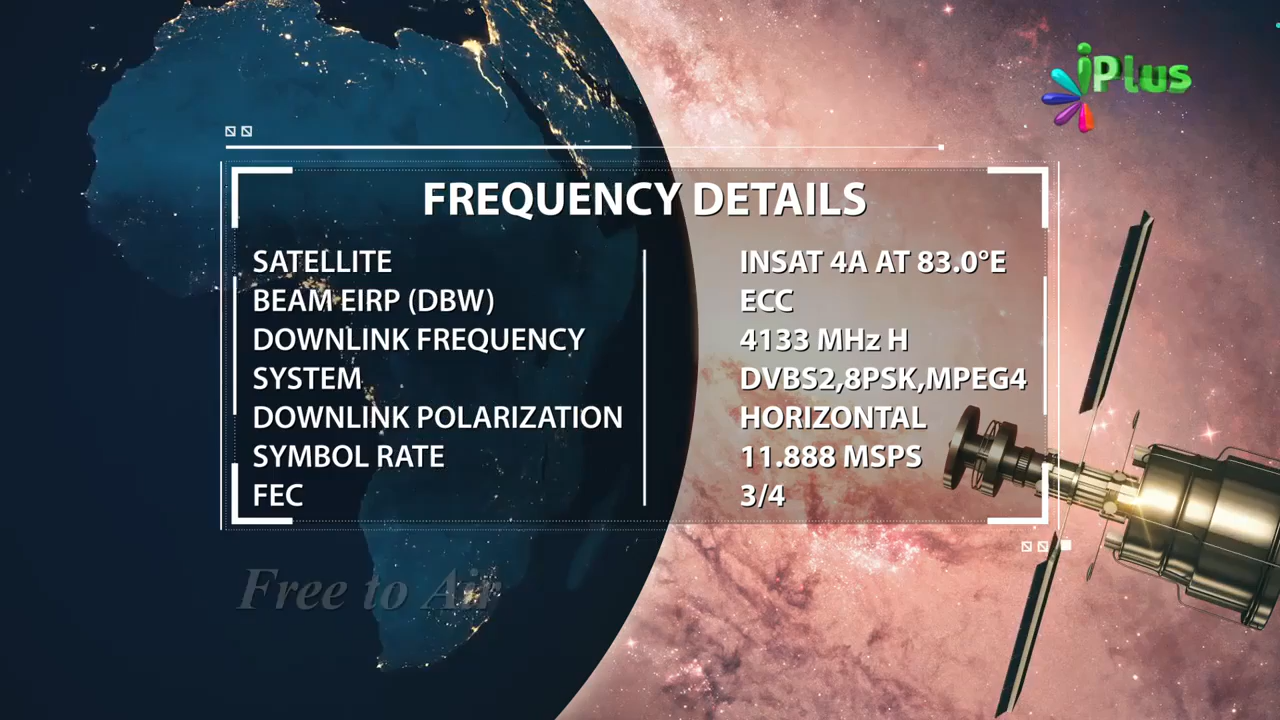 iPlus
FREQUENCY DETAILS
SATELLITE INSAT 4A AT 83.0°E
BEAM EIRP (DBW) ECC
DOWNLINK FREQUENCY 4133 MHz H
SYSTEM DVBS2,8PSK,MPEG4
DOWNLINK POLARIZATION HORIZONTAL
SYMBOL RATE 11.888 MSPS
FEC 3/4
Free to Air